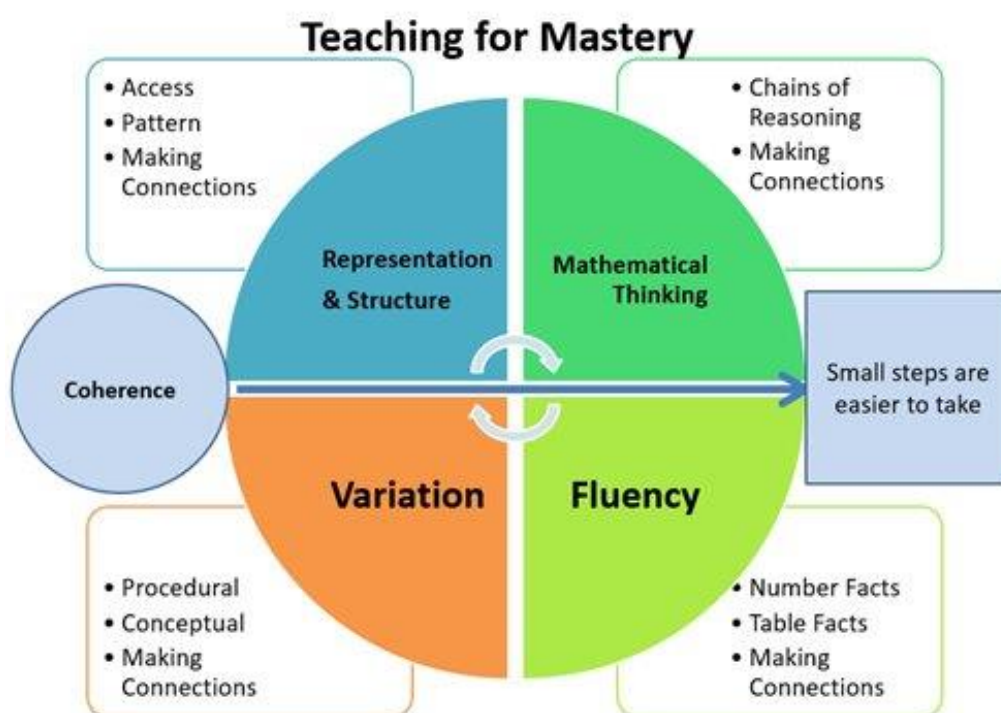 Teaching for Mastery
• Access
• Pattern
• Making
Connections
• Chains of
Reasoning
• Making
Connections
Representation
& Structure
Mathematical
Thinking
Coherence
Small steps are
easier to take
Variation
Fluency
• Procedural
• Conceptual
• Making
Connections
• Number Facts
• Table Facts
• Making
Connections